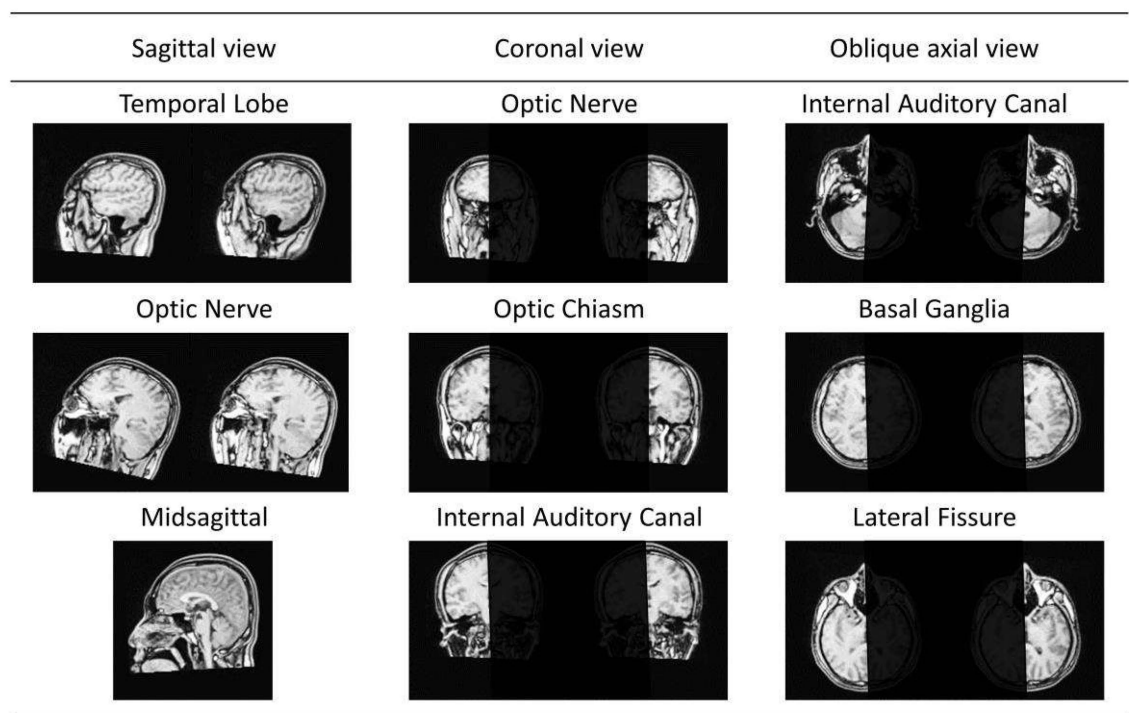 Sagittal view
Coronal view
Oblique axial view
Temporal Lobe
Optic Nerve
Internal Auditory Canal
Optic Nerve
Optic Chiasm
Basal Ganglia
Midsagittal
Internal Auditory Canal
Lateral Fissure